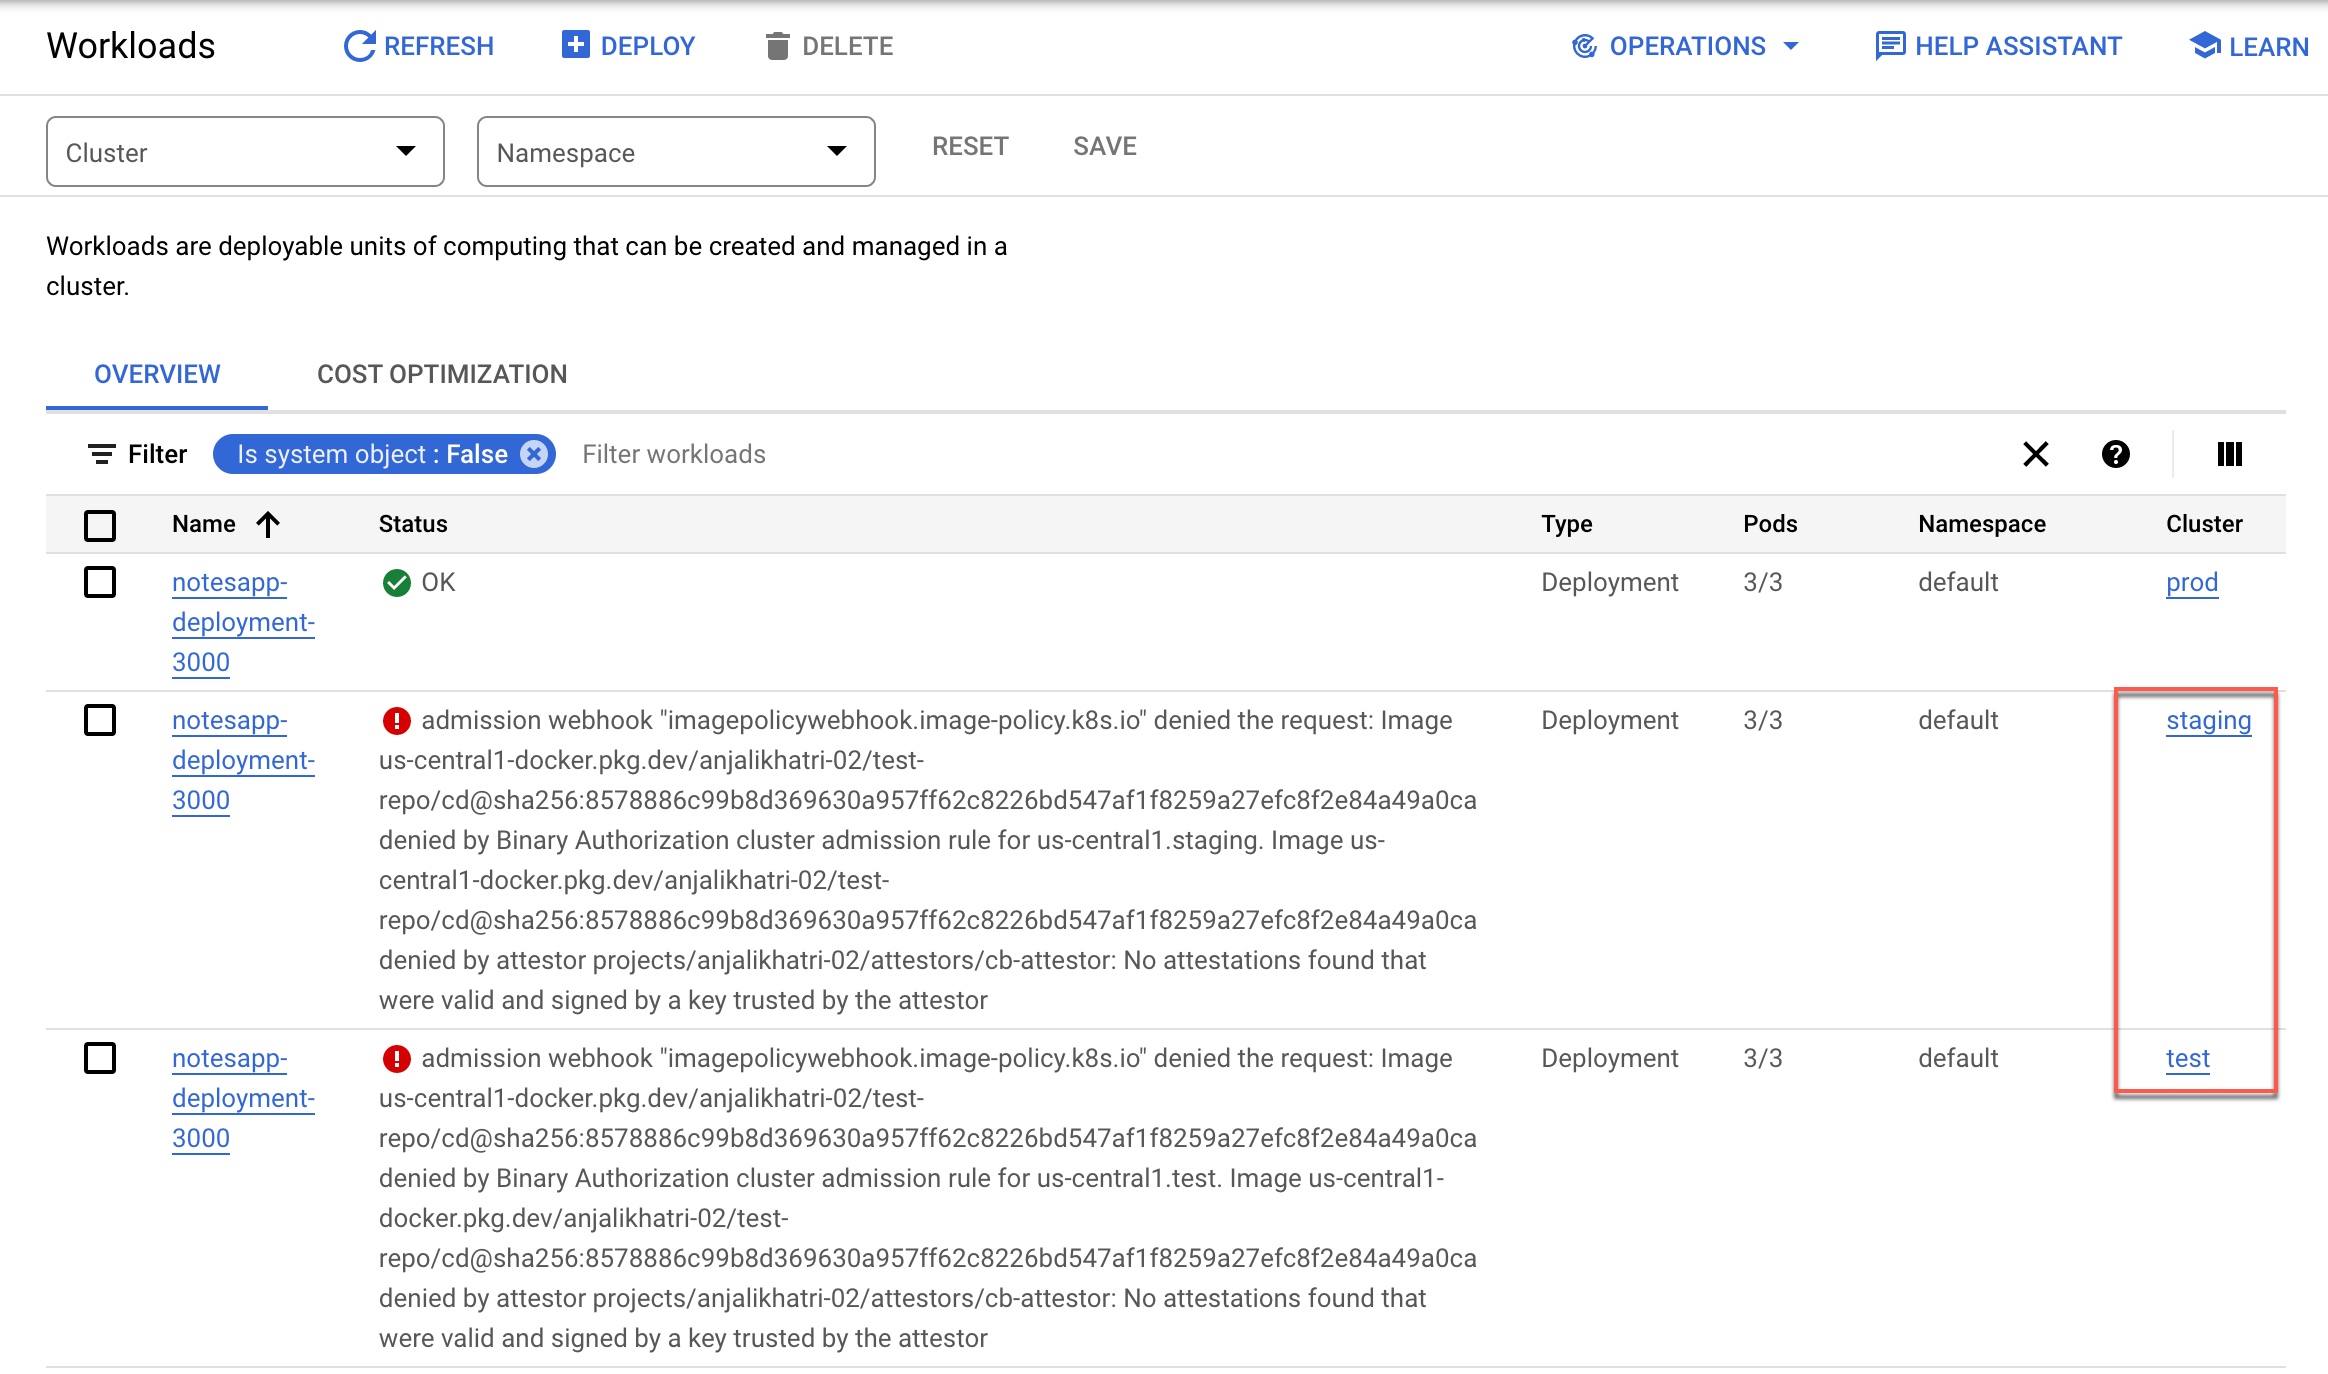 Workloads
REFRESH
DEPLOY
DELETE
OPERATIONS
HELP ASSISTANT
LEARN
Cluster
Namespace
RESET
SAVE
Workloads are deployable units of computing that can be created and managed in a
cluster.
OVERVIEW
COST OPTIMIZATION
Filter
Is system object : False
Filter workloads
Name
Status
Type
Pods
Namespace
Cluster
notesapp-
deployment-
3000
OK
Deployment
3/3
default
prod
notesapp-
deployment-
3000
admission webhook "imagepolicywebhook.image-policy.k8s.io" denied the request: Image
us-central1-docker.pkg.dev/anjalikhatri-02/test-
repo/cd@sha256:8578886c99b8d369630a957ff62c8226bd547af1f8259a27efc8f2e84a49a0ca
denied by Binary Authorization cluster admission rule for us-central1.staging. Image us-
central1-docker.pkg.dev/anjalikhatri-02/test-
repo/cd@sha256:8578886c99b8d369630a957ff62c8226bd547af1f8259a27efc8f2e84a49a0ca
denied by attestor projects/anjalikhatri-02/attestors/cb-attestor: No attestations found that
were valid and signed by a key trusted by the attestor
Deployment
3/3
default
staging
notesapp-
deployment-
3000
admission webhook "imagepolicywebhook.image-policy.k8s.io" denied the request: Image
us-central1-docker.pkg.dev/anjalikhatri-02/test-
repo/cd@sha256:8578886c99b8d369630a957ff62c8226bd547af1f8259a27efc8f2e84a49a0ca
denied by Binary Authorization cluster admission rule for us-central1.test. Image us-central1-
docker.pkg.dev/anjalikhatri-02/test-
repo/cd@sha256:8578886c99b8d369630a957ff62c8226bd547af1f8259a27efc8f2e84a49a0ca
denied by attestor projects/anjalikhatri-02/attestors/cb-attestor: No attestations found that
were valid and signed by a key trusted by the attestor
Deployment
3/3
default
test